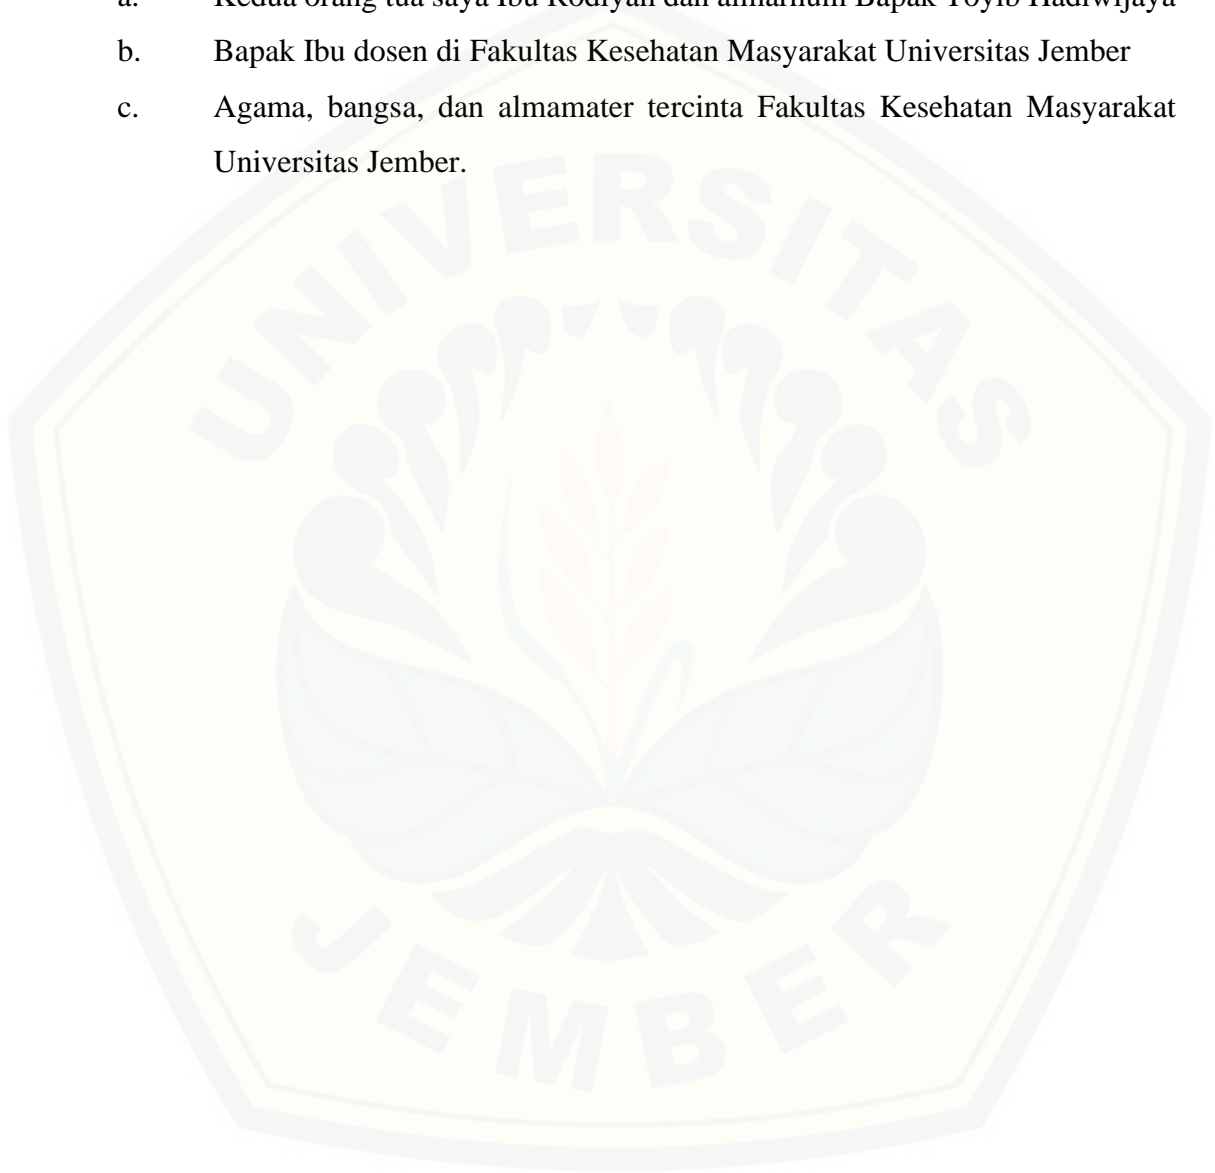 a. Kedua orang tua saya Ibu Rodiyah dan almarhum Bapak Toyib Hadiwijaya
b. Bapak Ibu dosen di Fakultas Kesehatan Masyarakat Universitas Jember
c. Agama, bangsa, dan almamater tercinta Fakultas Kesehatan Masyarakat
Universitas Jember.
UNIVERSITAS
JEMBER